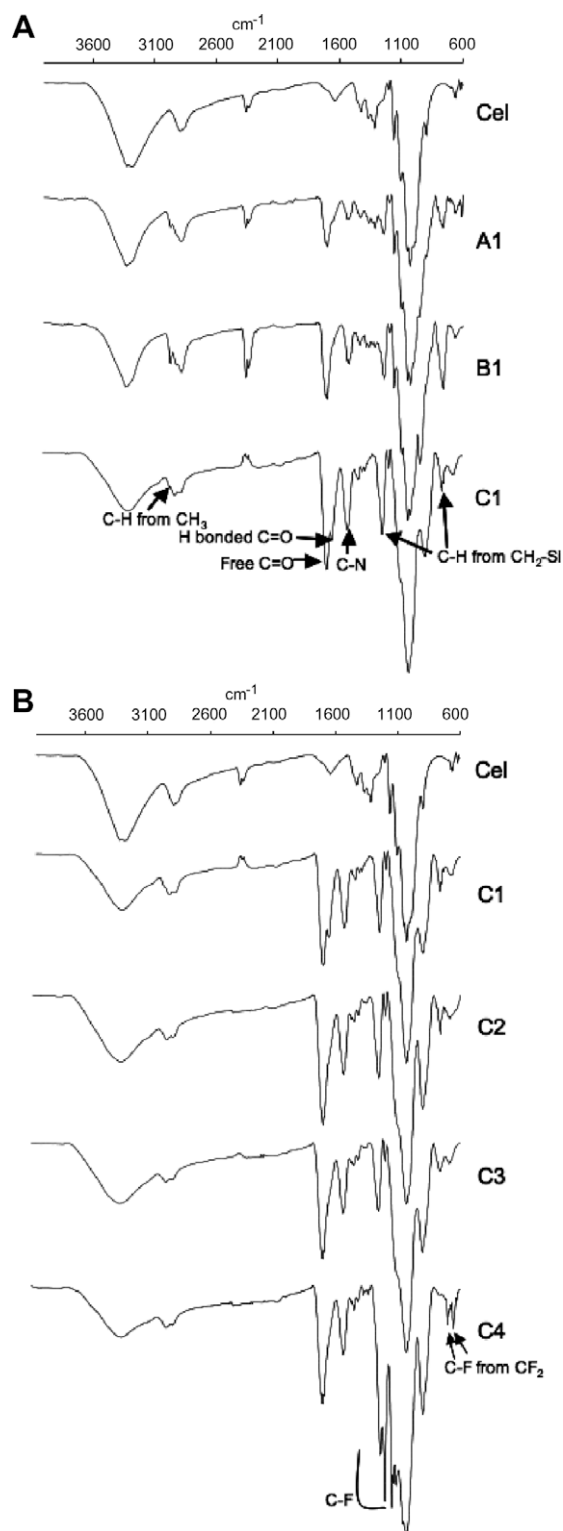 A
cm-1
3600 3100 2600 2100 1600 1100 600
Cel
A1
B1
C1
C-H from CH3
H bonded C=O
Free C=O
C-N
C-H from CH2-SI
B
cm-1
3600 3100 2600 2100 1600 1100 600
Cel
C1
C2
C3
C4
C-F from CF2
C-F